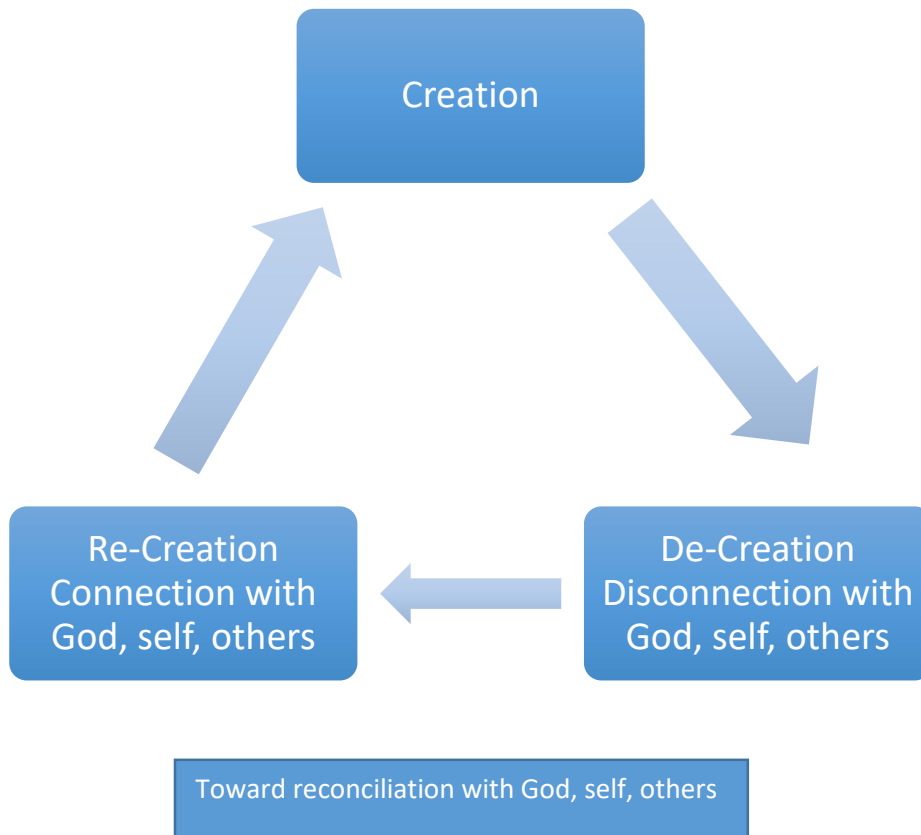 Creation
Re-Creation
Connection with
God, self, others
De-Creation
Disconnection with
God, self, others
Toward reconciliation with God, self, others